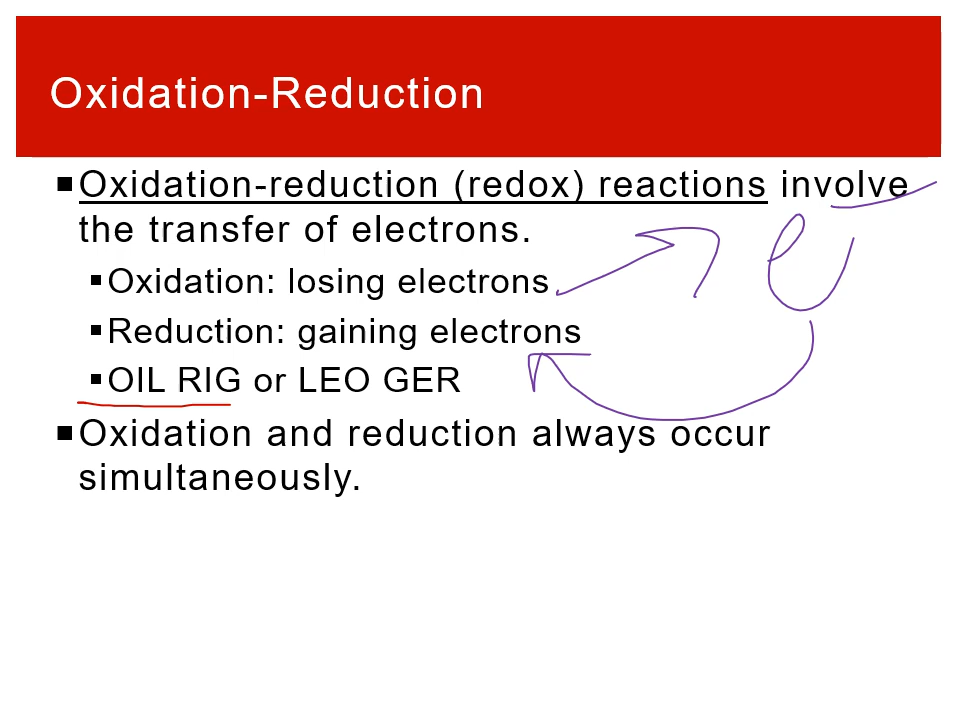 Oxidation-Reduction
▪Oxidation-reduction (redox) reactions involve
the transfer of electrons.
▪Oxidation: losing electrons
▪Reduction: gaining electrons
▪OIL RIG or LEO GER
▪Oxidation and reduction always occur
simultaneously.
e